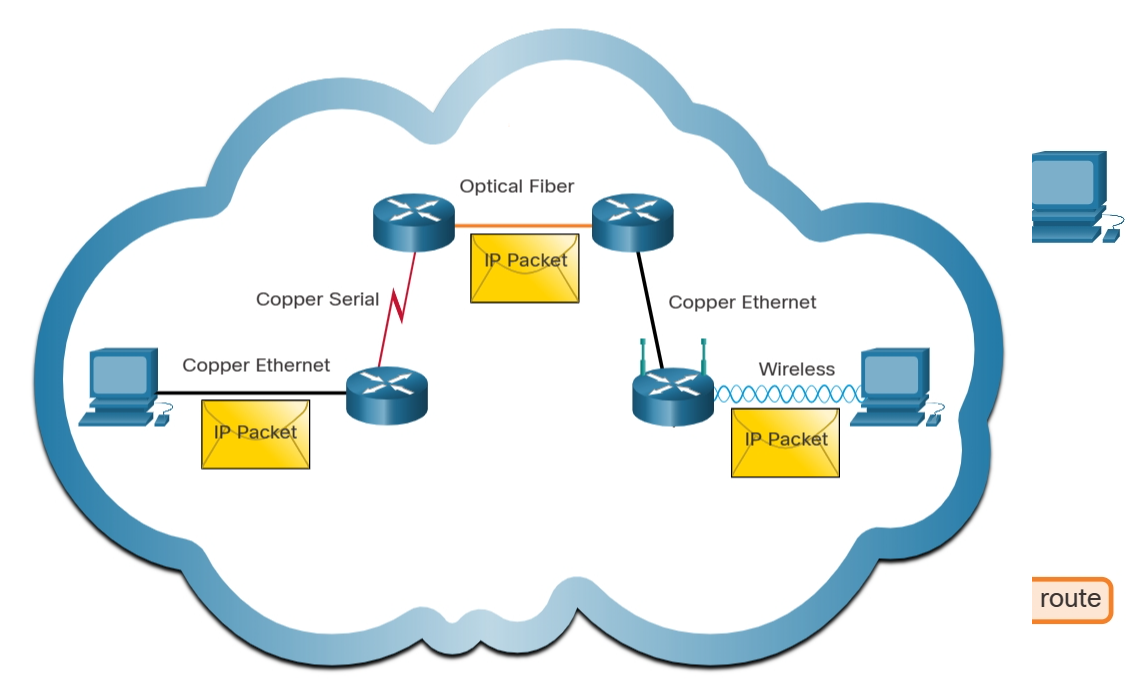 Optical Fiber
IP Packet
Copper Serial
Copper Ethernet
Copper Ethernet
Wireless
IP Packet
IP Packet
route